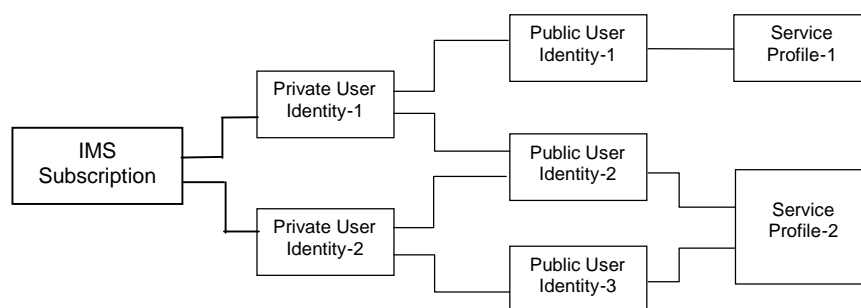 Public User
Identity-1
Service
Profile-1
Private User
Identity-1
IMS
Subscription
Public User
Identity-2
Private User
Identity-2
Service
Profile-2
Public User
Identity-3